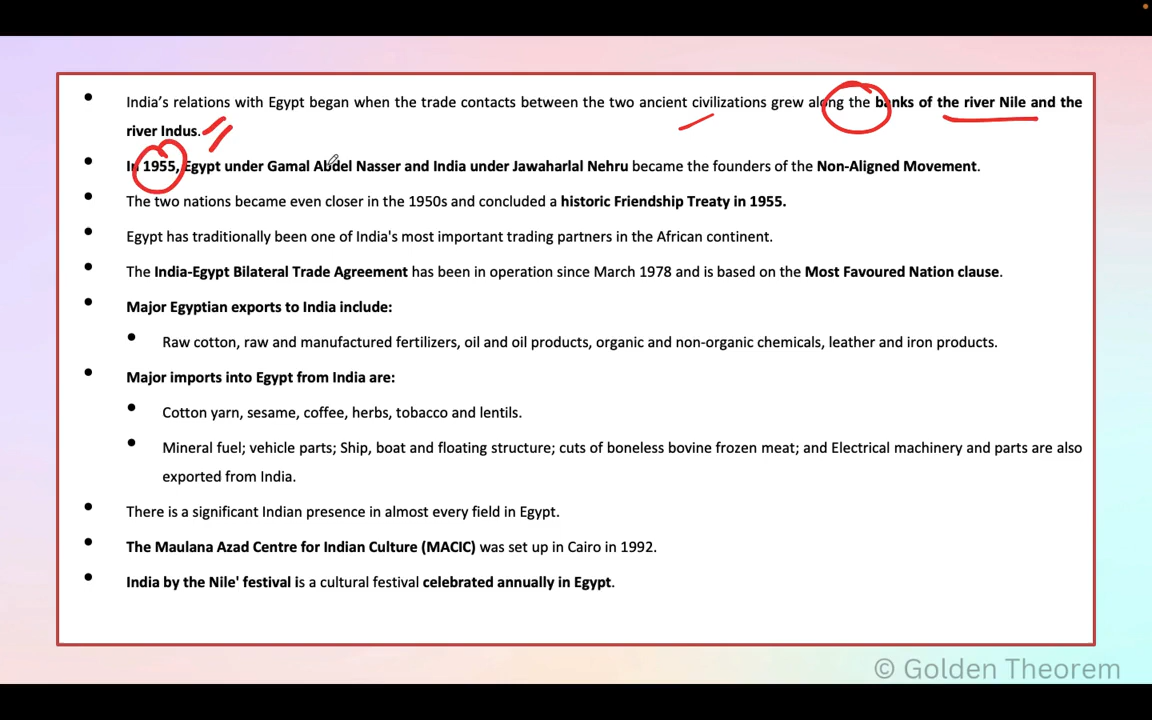 • India’s relations with Egypt began when the trade contacts between the two ancient civilizations grew along the banks of the river Nile and the
river Indus.
• In 1955, Egypt under Gamal Abdel Nasser and India under Jawaharlal Nehru became the founders of the Non-Aligned Movement.
• The two nations became even closer in the 1950s and concluded a historic Friendship Treaty in 1955.
• Egypt has traditionally been one of India's most important trading partners in the African continent.
• The India-Egypt Bilateral Trade Agreement has been in operation since March 1978 and is based on the Most Favoured Nation clause.
• Major Egyptian exports to India include:
• Raw cotton, raw and manufactured fertilizers, oil and oil products, organic and non-organic chemicals, leather and iron products.
• Major imports into Egypt from India are:
• Cotton yarn, sesame, coffee, herbs, tobacco and lentils.
• Mineral fuel; vehicle parts; Ship, boat and floating structure; cuts of boneless bovine frozen meat; and Electrical machinery and parts are also
exported from India.
• There is a significant Indian presence in almost every field in Egypt.
• The Maulana Azad Centre for Indian Culture (MACIC) was set up in Cairo in 1992.
• India by the Nile' festival is a cultural festival celebrated annually in Egypt.
© Golden Theorem